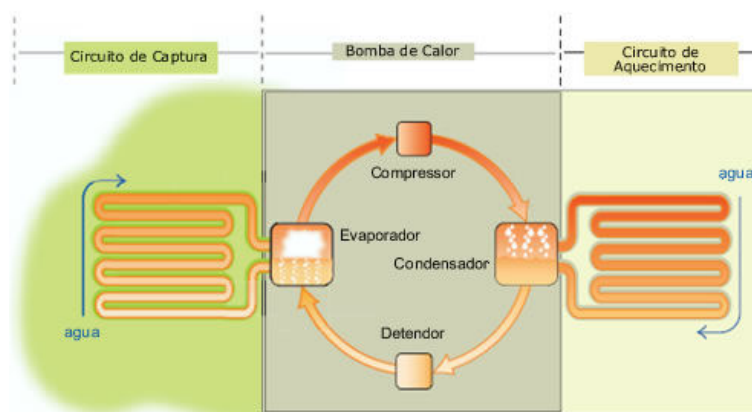 Circuito de Captura
Bomba de Calor
Circuito de
Aquecimento
Compressor
agua
Evaporador
Condensador
Detendor
agua